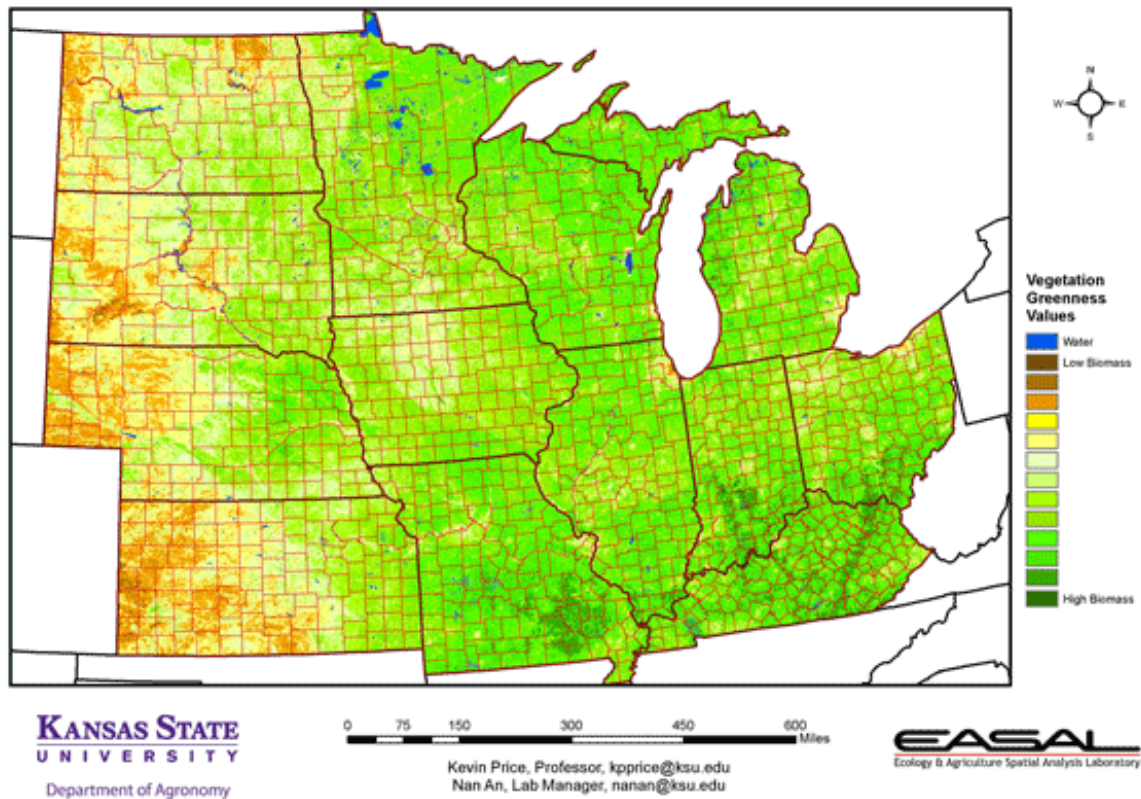 N
W
E
S
Vegetation
Greenness
Values
Water
Low Biomass
High Biomass
KANSAS STATE
UNIVERSITY
Department of Agronomy
0 75 150 300 450 600
Miles
Kevin Price, Professor, kpprice@ksu.edu
Nan An, Lab Manager, nanan@ksu.edu
EASAL
Ecology & Agriculture Spatial Analysis Laboratory